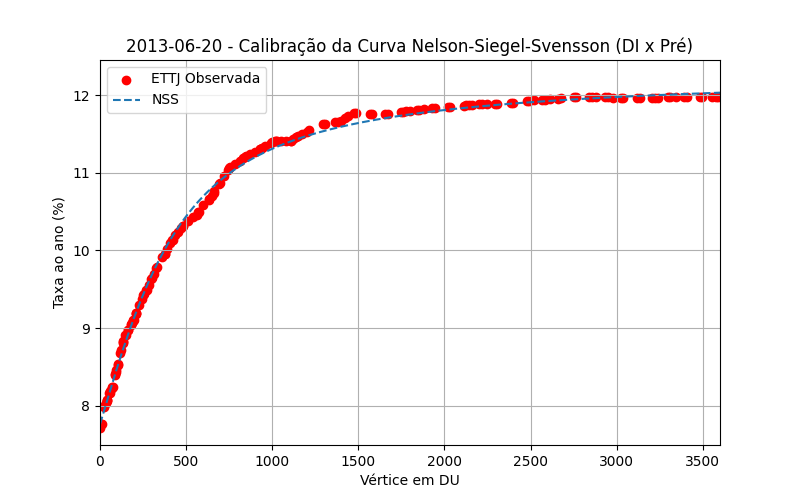 2013-06-20 - Calibração da Curva Nelson-Siegel-Svensson (DI x Pré)
ETTJ Observada
NSS
Taxa ao ano (%)
12
11
10
9
8
0 500 1000 1500 2000 2500 3000 3500
Vértice em DU